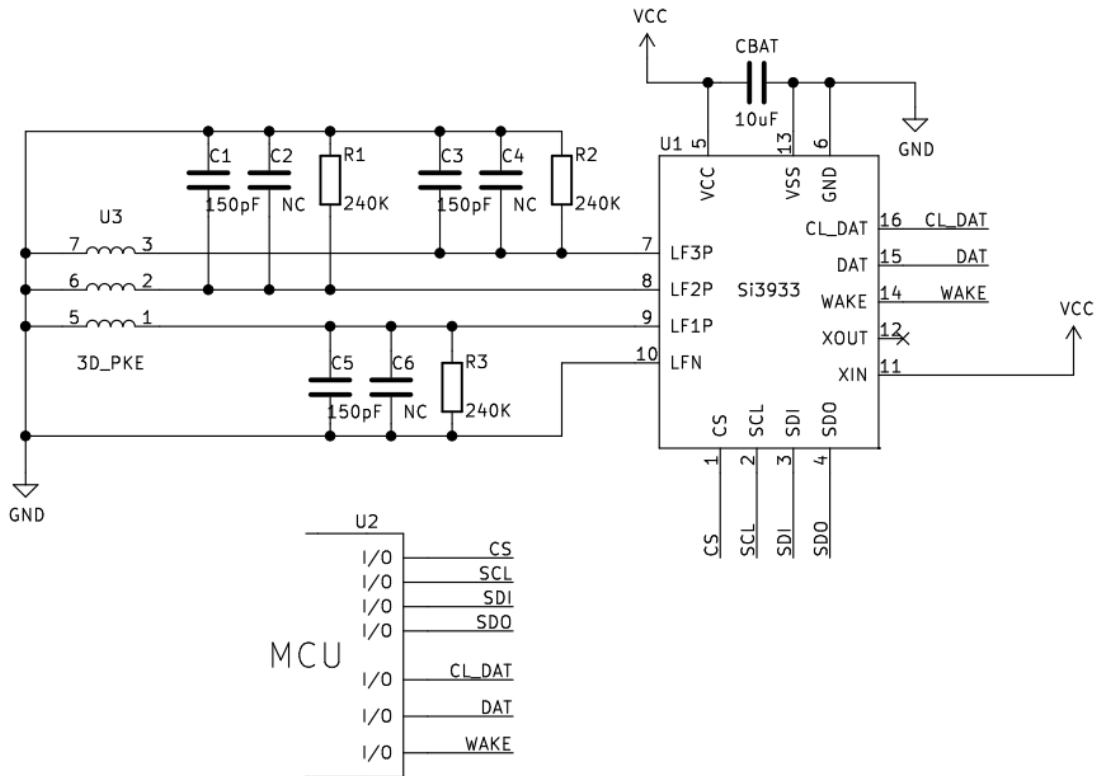 VCC
CBAT
10uF
GND
U1
5
13
6
VCC
VSS
GND
C1
C2
R1
C3
C4
R2
150pF
NC
240K
150pF
NC
240K
U3
7
3
6
2
5
1
3D_PKE
7
LF3P
8
LF2P
9
LF1P
10
LFN
Si3933
CL_DAT
16
CL_DAT
DAT
15
DAT
WAKE
14
WAKE
XOUT
12
XIN
11
VCC
C5
C6
R3
150pF
NC
240K
CS
SCL
SDI
SDO
1
2
3
4
CS
SCL
SDI
SDO
GND
U2
I/O
CS
I/O
SCL
I/O
SDI
I/O
SDO
MCU
I/O
CL_DAT
I/O
DAT
I/O
WAKE